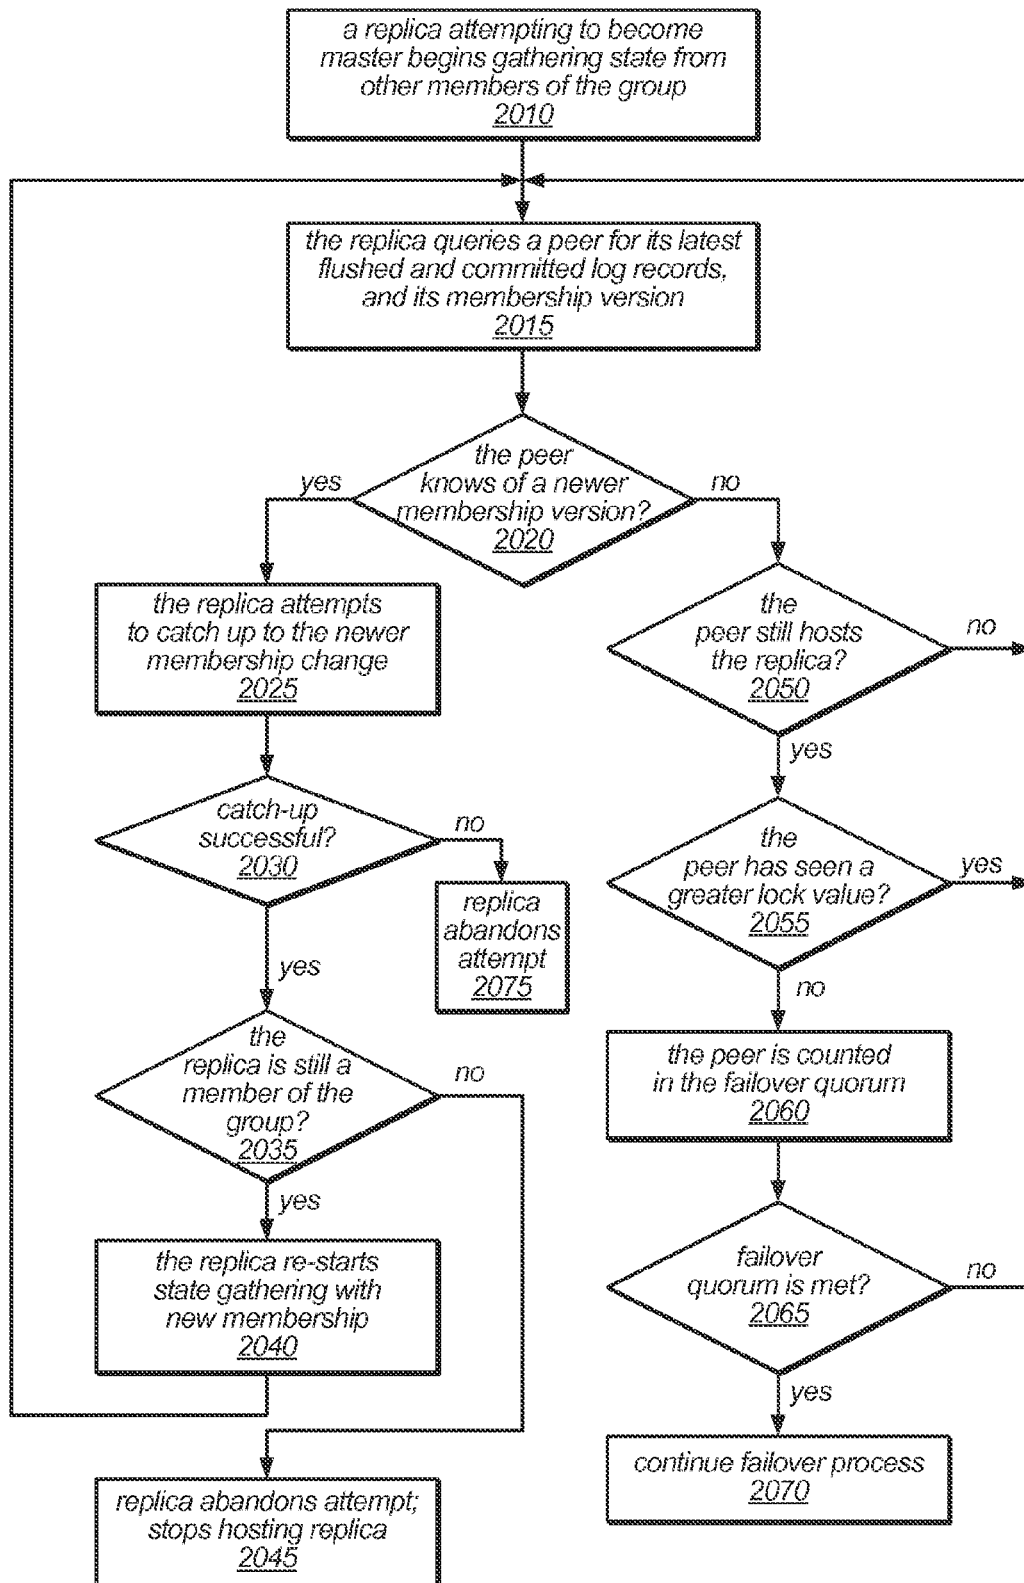 a replica attempting to become
master begins gathering state from
other members of the group
2010
the replica queries a peer for its latest
flushed and committed log records,
and its membership version
2015
the peer
knows of a newer
membership version?
2020
yes
no
the replica attempts
to catch up to the newer
membership change
2025
the
peer still hosts
the replica?
2050
no
yes
catch-up
successful?
2030
no
yes
replica
abandons
attempt
2075
the
peer has seen a
greater lock value?
2055
yes
no
the
replica is still a
member of the
group?
2035
no
yes
the peer is counted
in the failover quorum
2060
the replica re-starts
state gathering with
new membership
2040
failover
quorum is met?
2065
no
yes
replica abandons attempt;
stops hosting replica
2045
continue failover process
2070